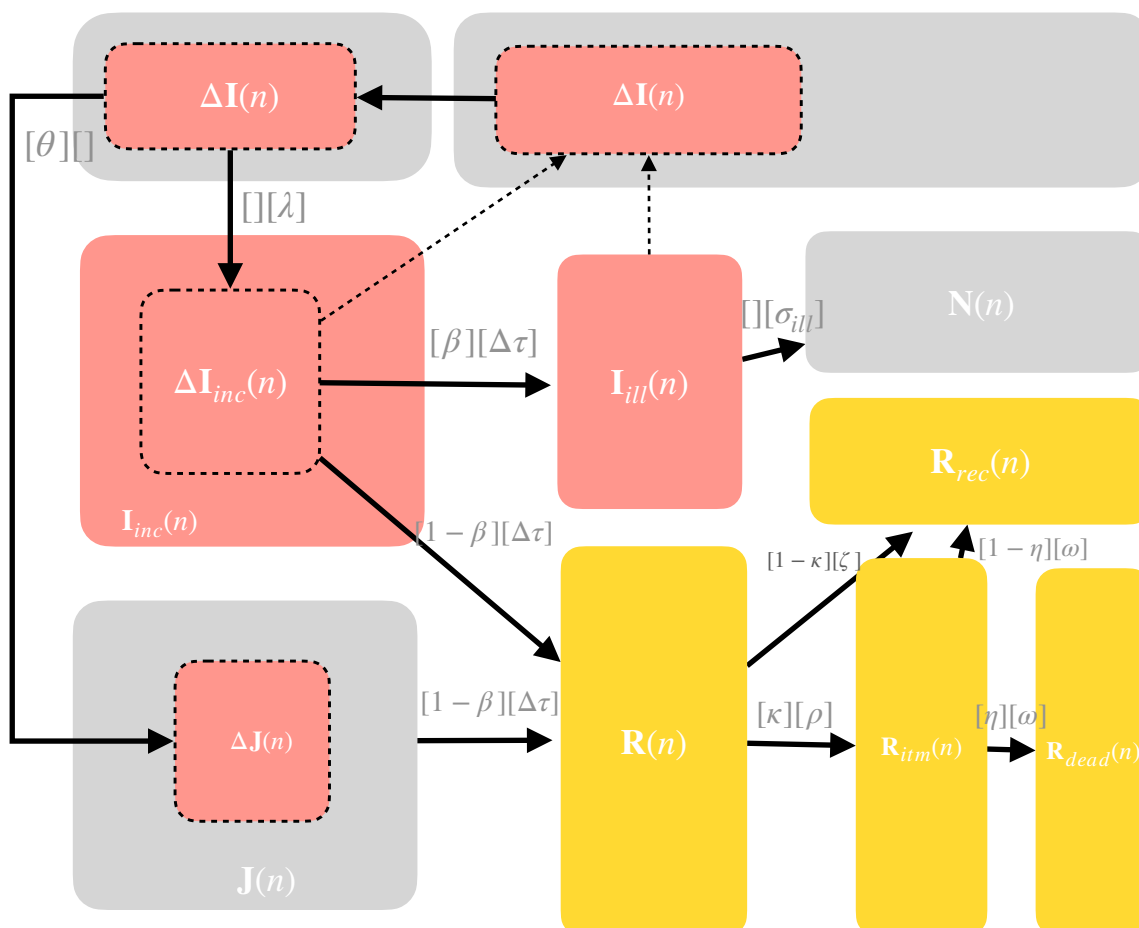 ΔI(n)
ΔI(n)
[θ][]
[][λ]
[][σ_ill]
N(n)
[β][Δτ]
ΔI_inc(n)
I_ill(n)
R_rec(n)
I_inc(n)
[1 − β][Δτ]
[1 − κ][ζ]
[1 − η][ω]
[1 − β][Δτ]
[κ][ρ]
[η][ω]
ΔJ(n)
R(n)
R_itm(n)
R_dead(n)
J(n)